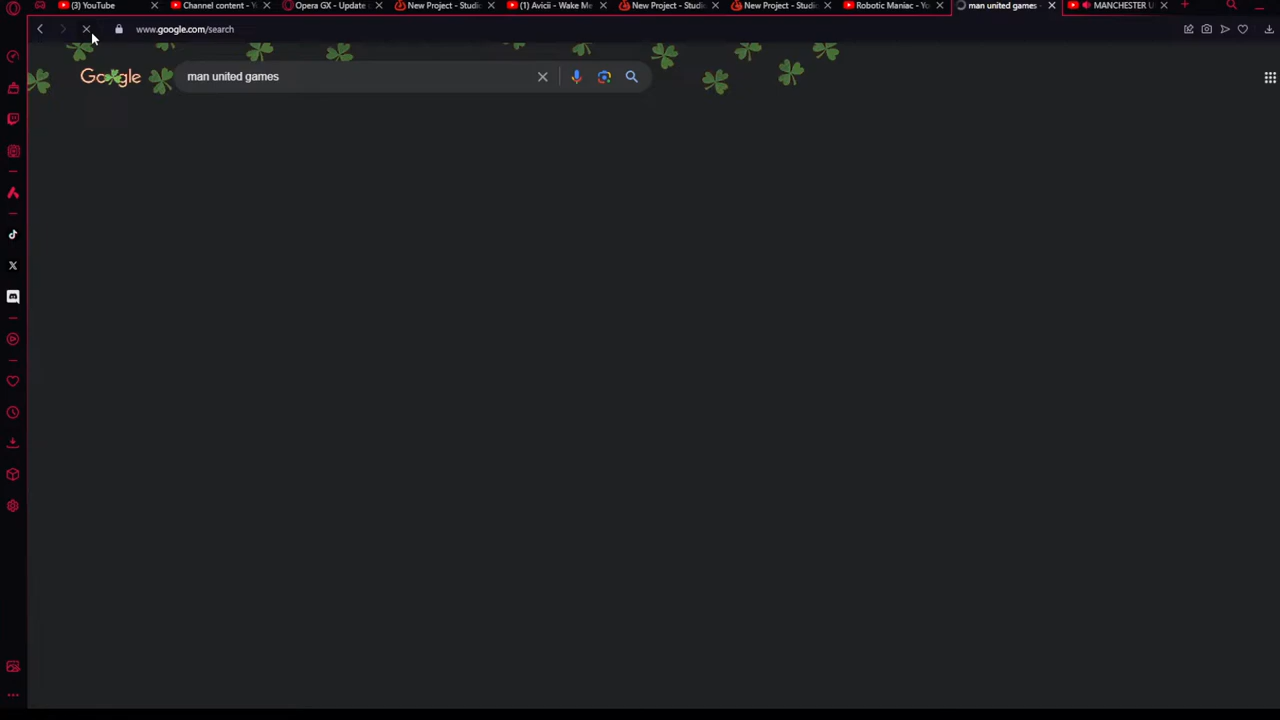 (3) YouTube
Channel content - Y
Opera GX - Update
New Project - Studi
(1) Avicii - Wake Me
New Project - Studi
New Project - Studi
Robotic Maniac - Yo
man united games -
MANCHESTER U
www.google.com/search
Google
man united games